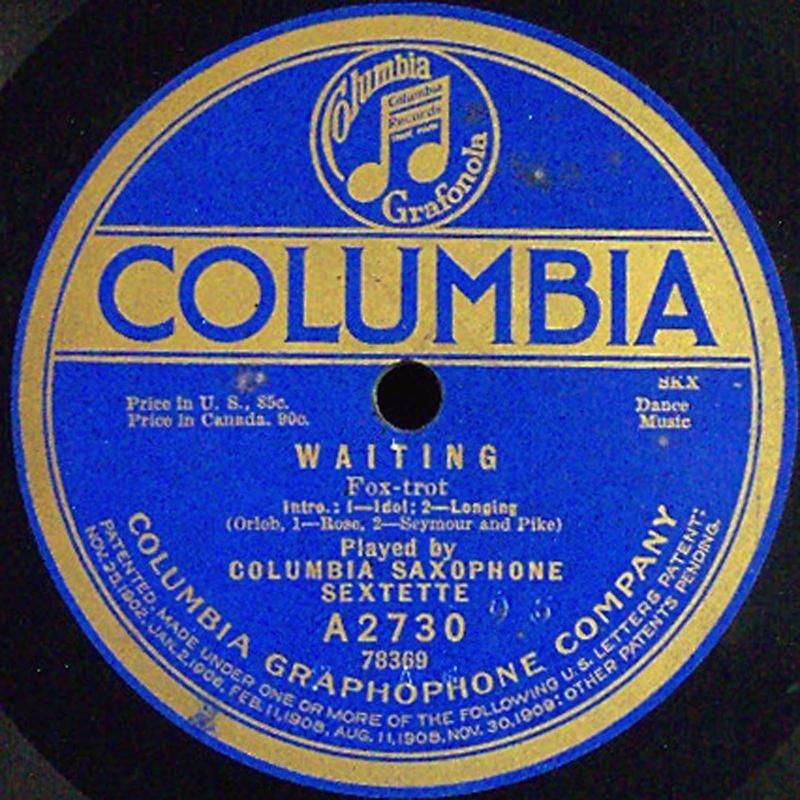 Columbia
Columbia
Records
TRADE MARK
Grafonola
COLUMBIA
Price in U. S., 85c.
Price in Canada. 90c.
SKX
Dance
Music
WAITING
Fox-trot
Intro.: 1—Idol; 2—Longing
(Orlob, 1—Rose, 2—Seymour and Pike)
Played by
COLUMBIA SAXOPHONE
SEXTETTE
A2730
78369
COLUMBIA GRAPHOPHONE COMPANY
PATENTED. MADE UNDER ONE OR MORE OF THE FOLLOWING U.S. LETTERS PATENT:
NOV. 25, 1902, JAN. 2, 1906, FEB. 11, 1908, AUG. 11, 1908, NOV. 30, 1909: OTHER PATENTS PENDING.